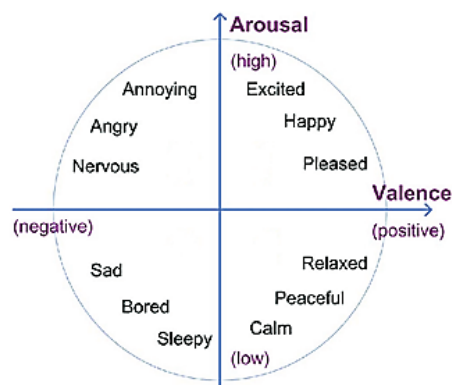 Arousal
(high)
Annoying
Excited
Angry
Happy
Nervous
Pleased
Valence
(negative)
(positive)
Sad
Relaxed
Bored
Peaceful
Sleepy
Calm
(low)